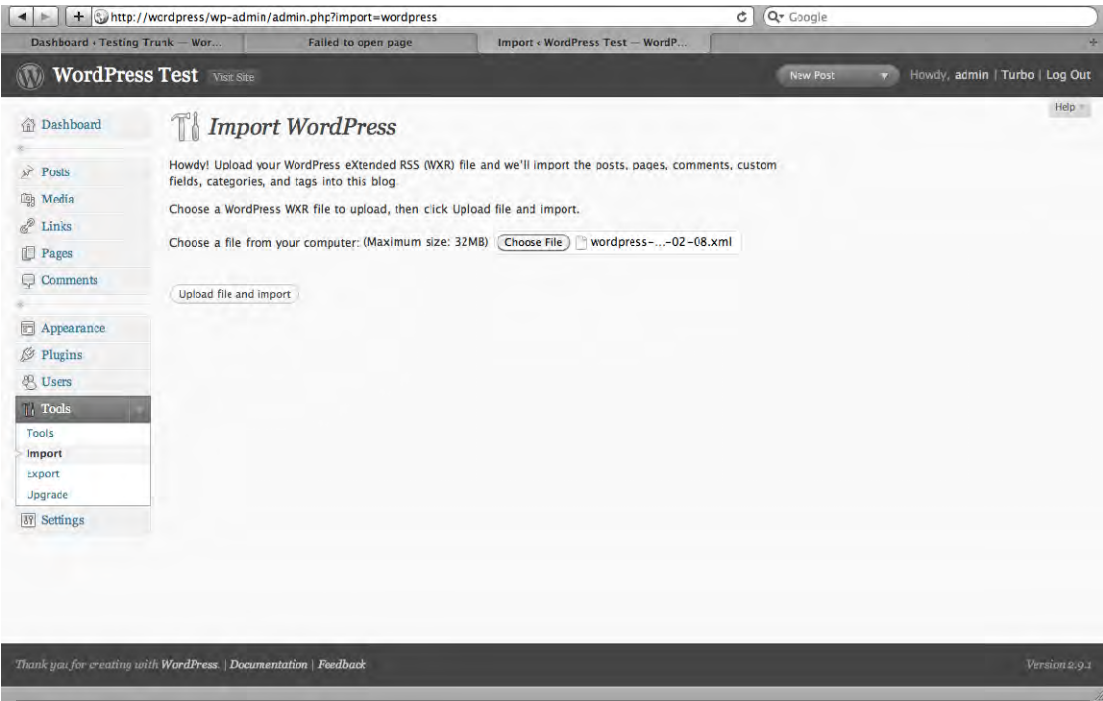 http://wordpress/wp-admin/admin.php?import=wordpress
Google
Dashboard ‹ Testing Trunk — Wor...
Failed to open page
Import ‹ WordPress Test — WordP...
WordPress Test Visit Site
New Post
Howdy, admin | Turbo | Log Out
Help
Dashboard
Import WordPress
Posts
Media
Links
Pages
Comments
Appearance
Plugins
Users
Tools
Tools
Import
Export
Upgrade
Settings
Howdy! Upload your WordPress eXtended RSS (WXR) file and we'll import the posts, pages, comments, custom
fields, categories, and tags into this blog.
Choose a WordPress WXR file to upload, then click Upload file and import.
Choose a file from your computer: (Maximum size: 32MB) Choose File wordpress-...-02-08.xml
Upload file and import
Thank you for creating with WordPress. | Documentation | Feedback
Version 2.9.1